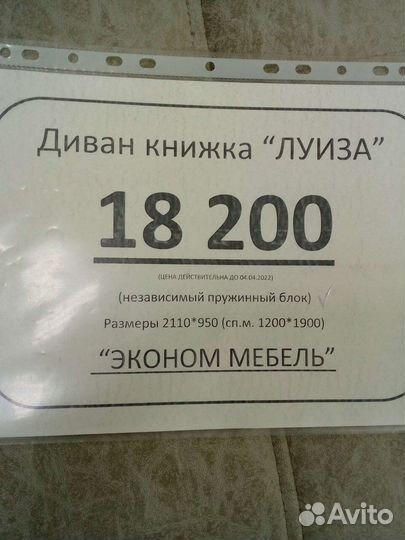 Диван книжка “ЛУИЗА”
18 200
(ЦЕНА ДЕЙСТВИТЕЛЬНА ДО 04.04.2022)
(независимый пружинный блок)
Размеры 2110*950 (сп.м. 1200*1900)
“ЭКОНОМ МЕБЕЛЬ”
Avito